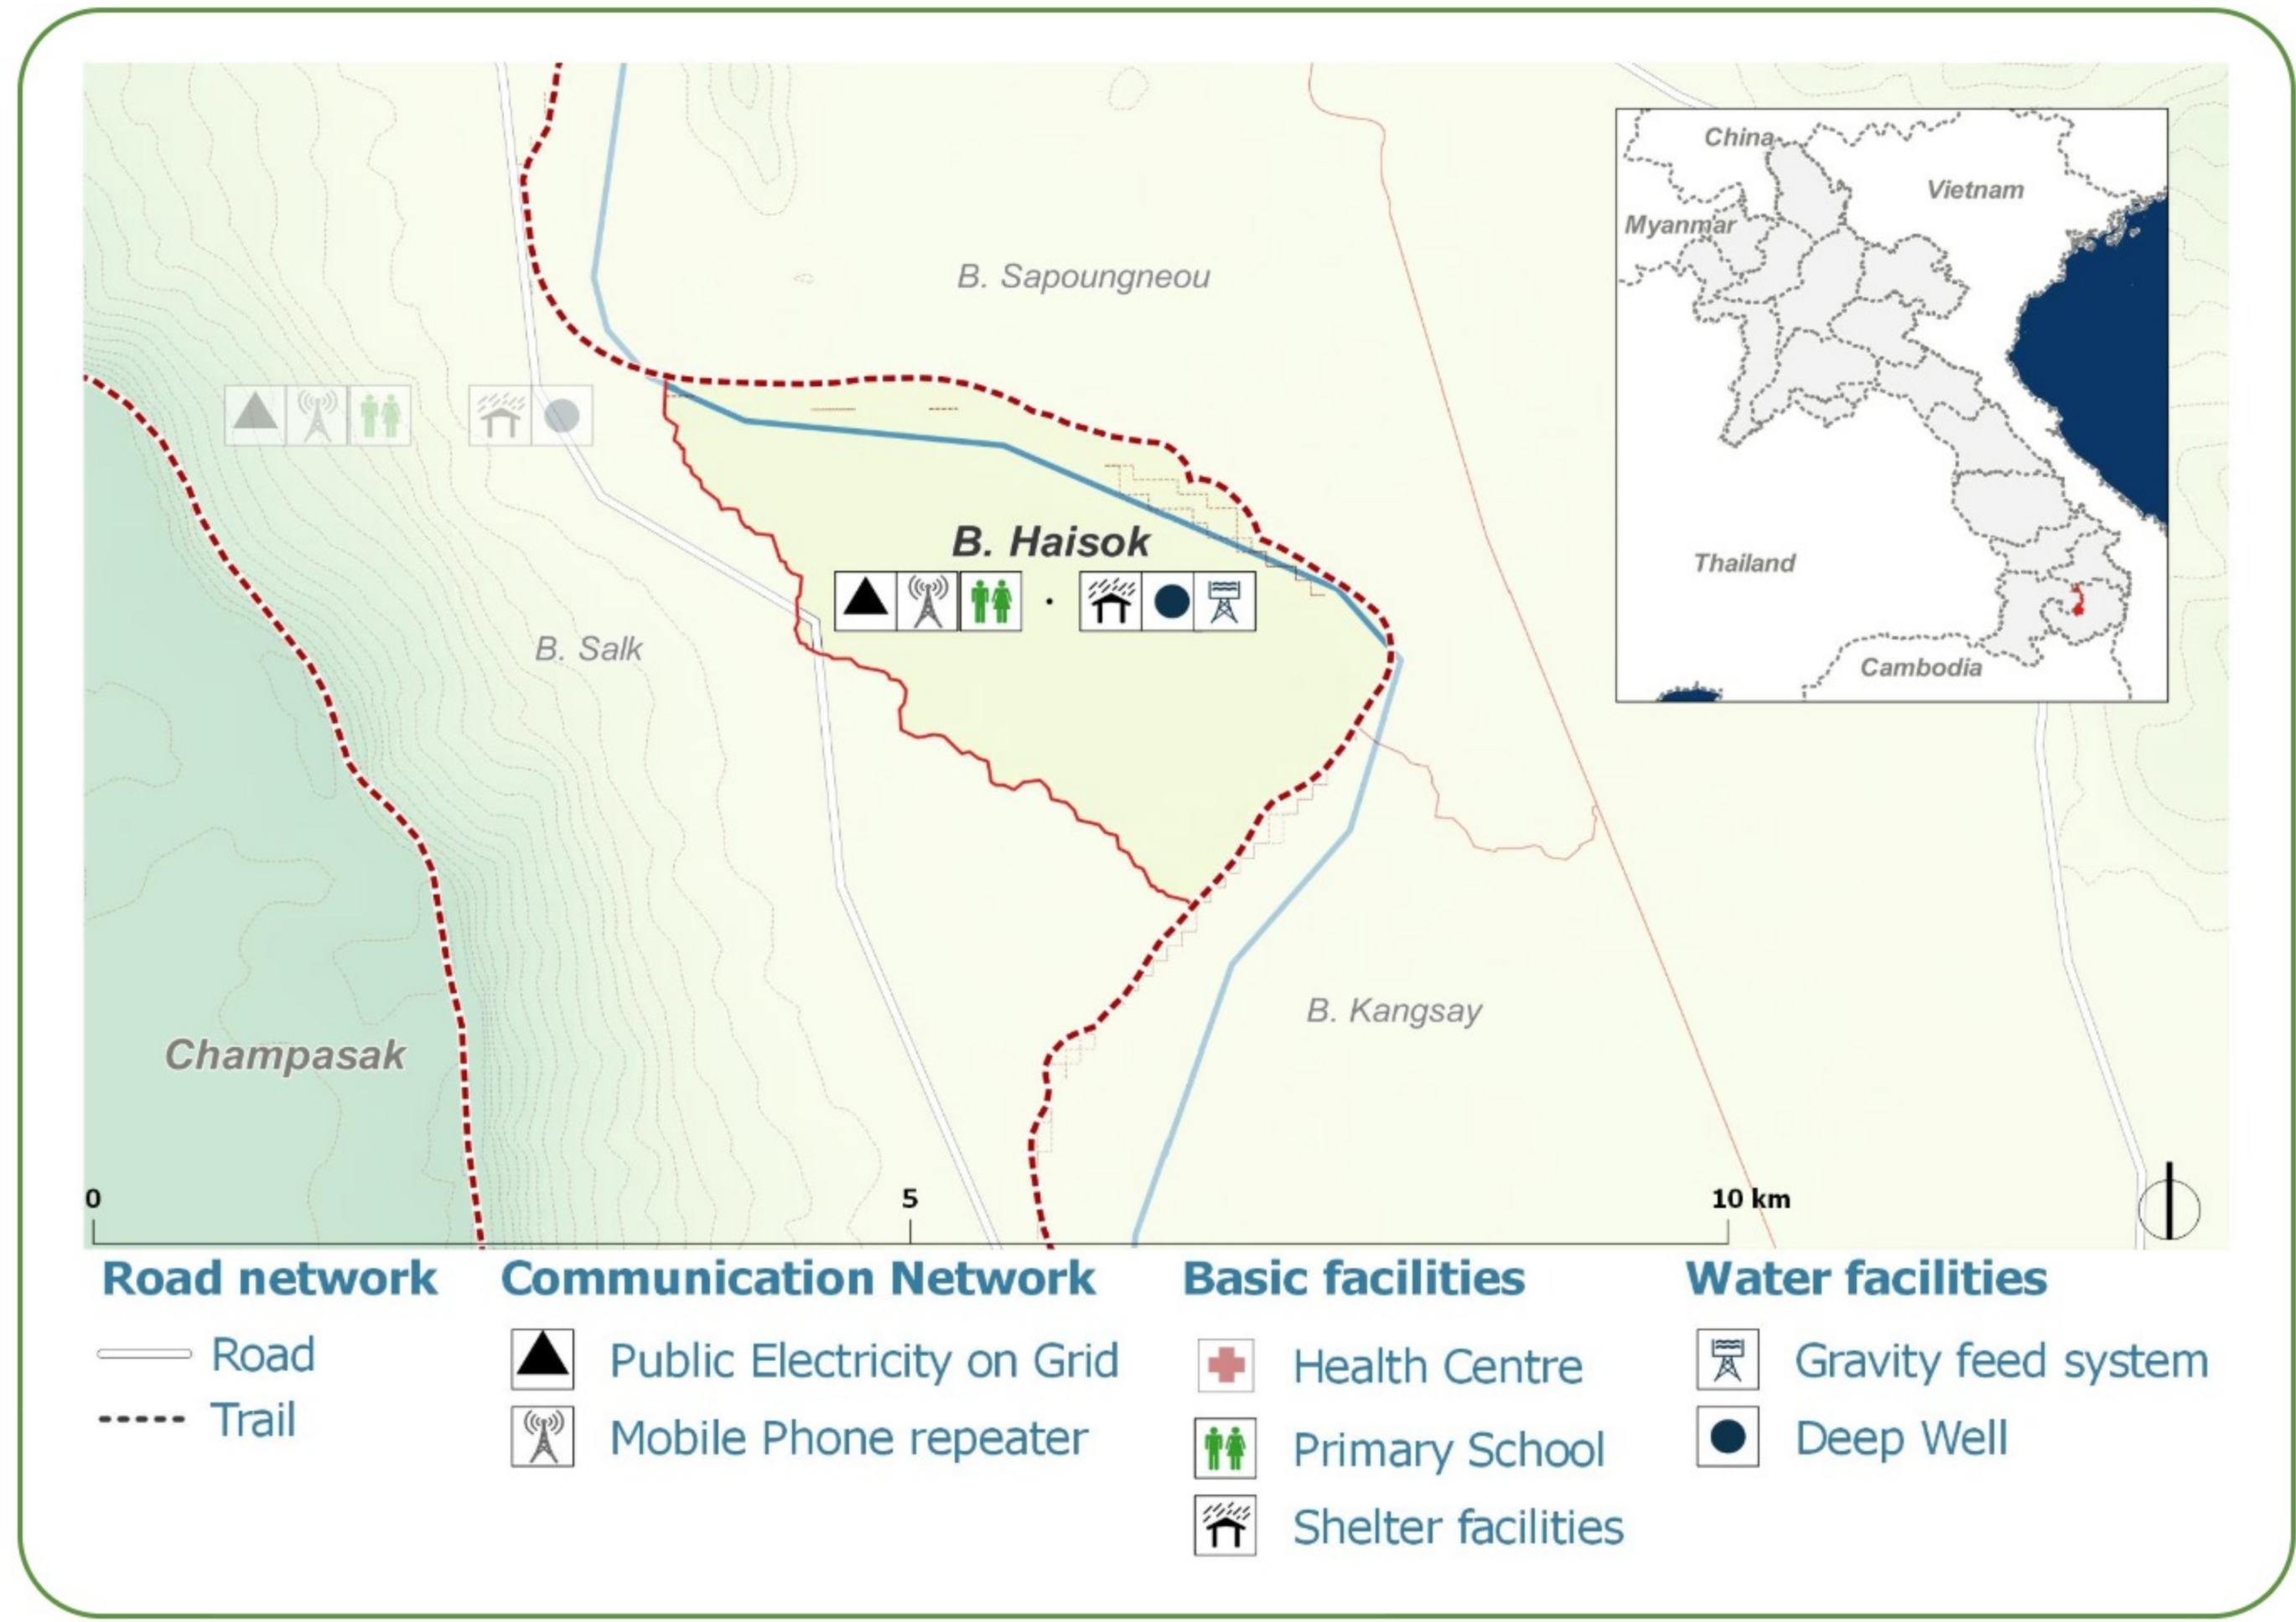 China
Vietnam
Myanmar
Thailand
Cambodia
B. Sapoungneou
B. Haisok
B. Salk
B. Kangsay
Champasak
0 5 10 km
Road network
Road
Trail
Communication Network
Public Electricity on Grid
Mobile Phone repeater
Basic facilities
Health Centre
Primary School
Shelter facilities
Water facilities
Gravity feed system
Deep Well